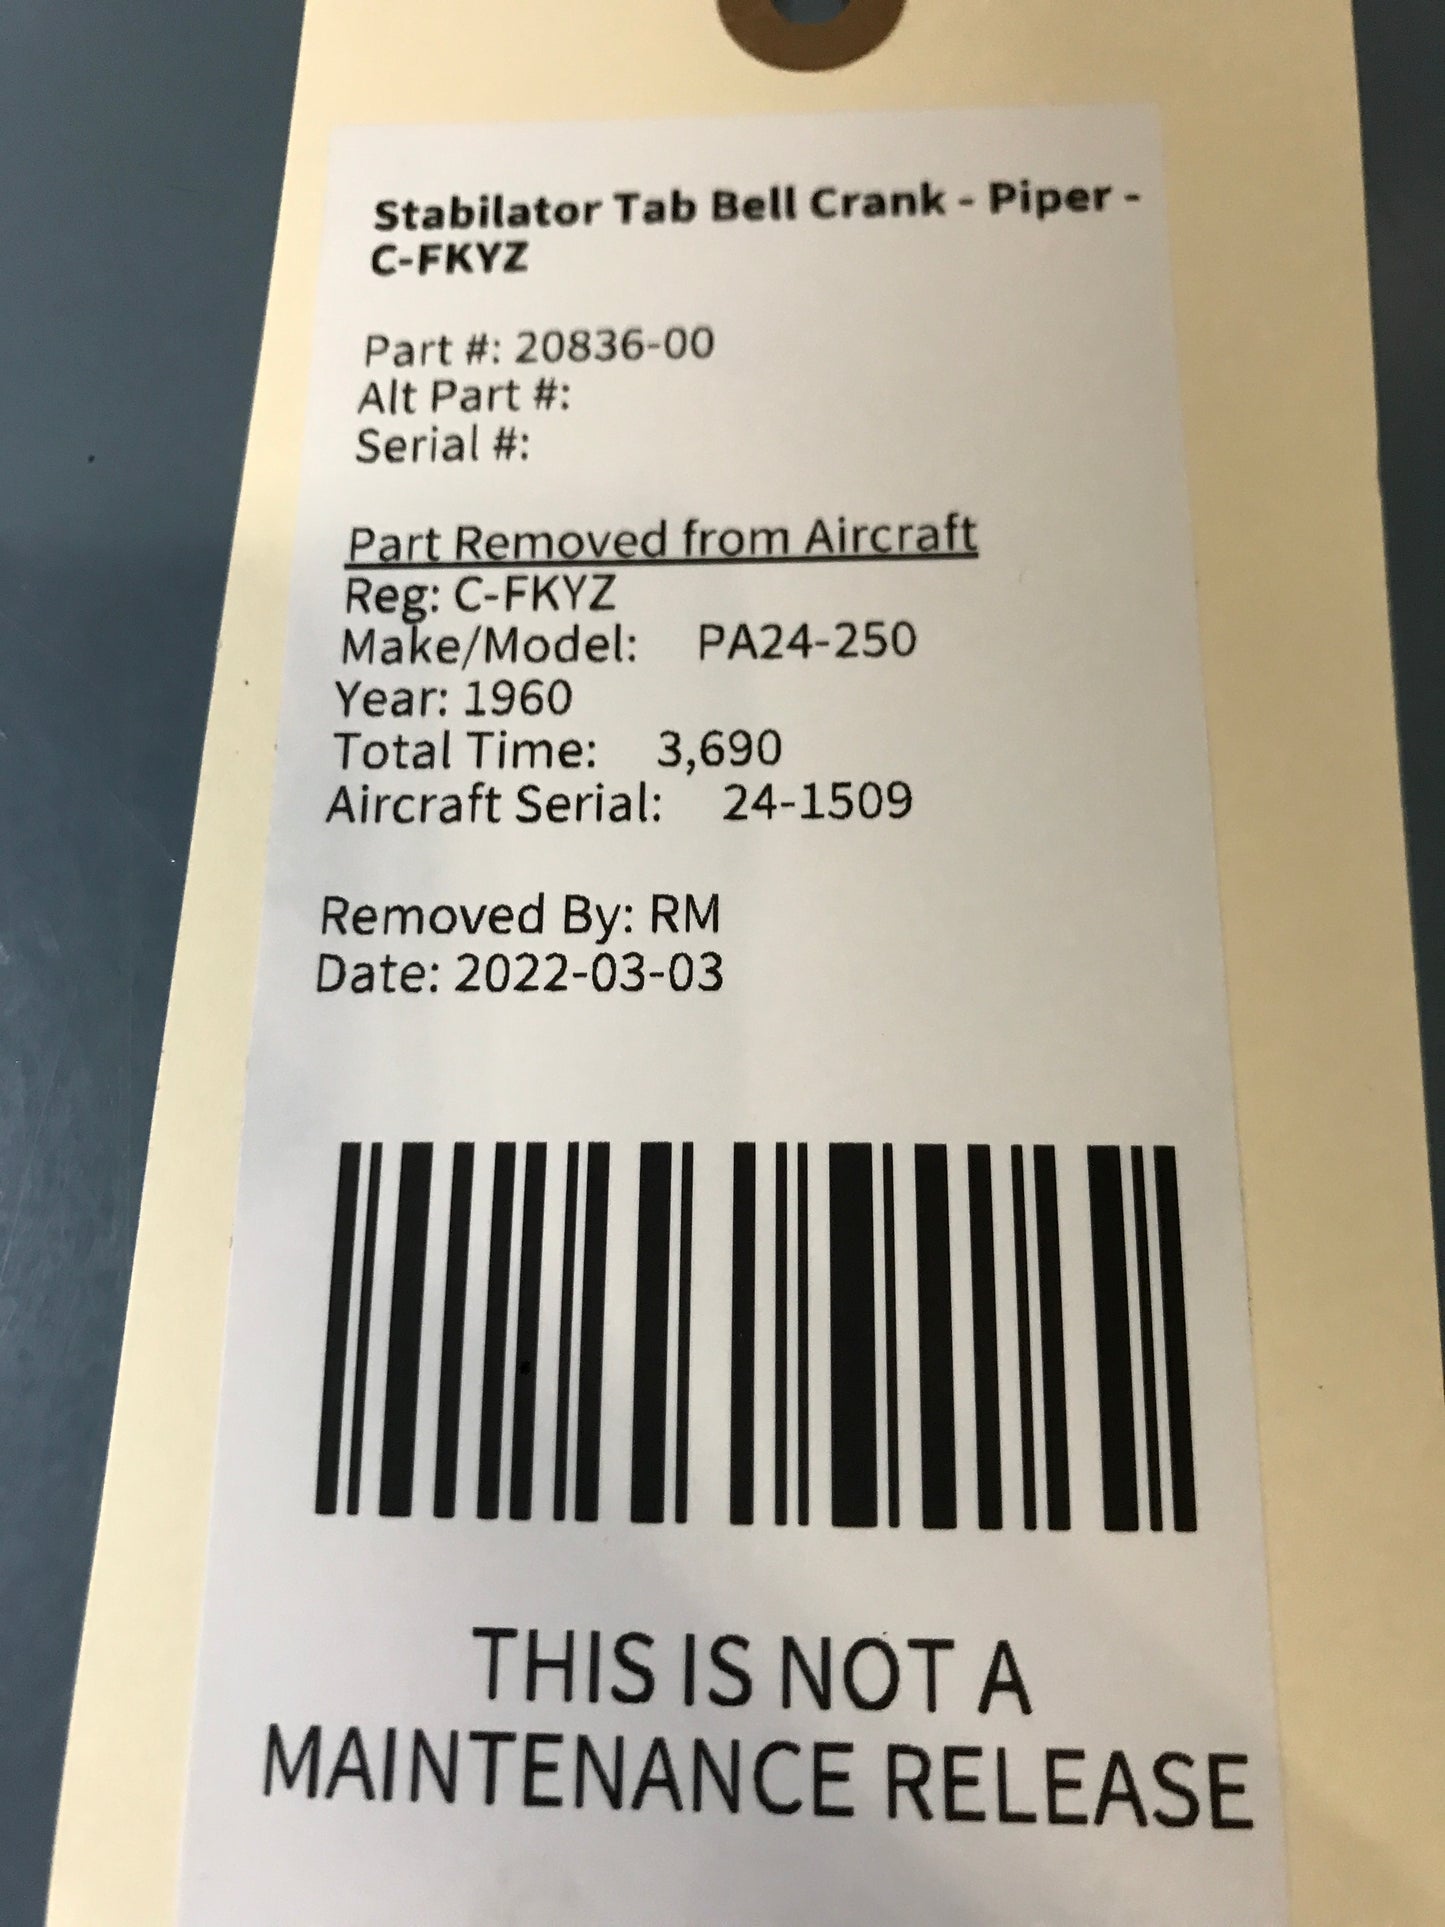 Stabilator Tab Bell Crank - Piper -
C-FKYZ
Part #: 20836-00
Alt Part #:
Serial #:
Part Removed from Aircraft
Reg: C-FKYZ
Make/Model: PA24-250
Year: 1960
Total Time: 3,690
Aircraft Serial: 24-1509
Removed By: RM
Date: 2022-03-03
THIS IS NOT A
MAINTENANCE RELEASE